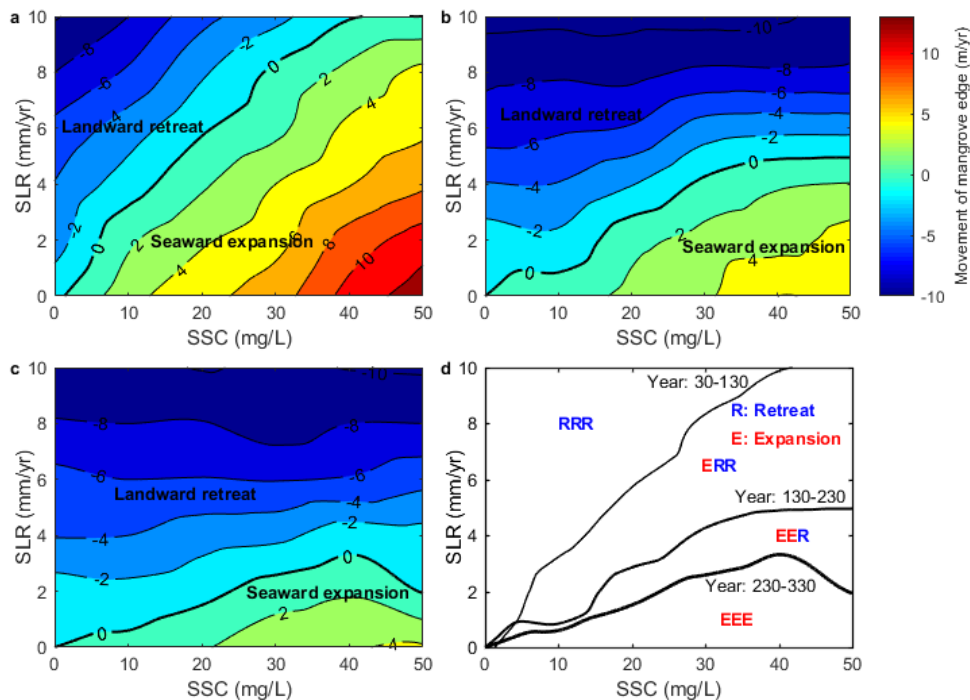 a
10
8
6
4
2
0
SLR (mm/yr)
-8
-6
-4
-2
0
2
4
-2
0
2
4
6
8
10
Landward retreat
Seaward expansion
0 10 20 30 40 50
SSC (mg/L)
b
10
8
6
4
2
0
SLR (mm/yr)
-10
-8
-8
-6
-6
-4
-4
-2
-2
0
0
2
4
Landward retreat
Seaward expansion
0 10 20 30 40 50
SSC (mg/L)
10
5
0
-5
-10
Movement of mangrove edge (m/yr)
c
10
8
6
4
2
0
SLR (mm/yr)
-10
-8
-8
-6
-6
-4
-4
-2
-2
0
0
2
2
4
Landward retreat
Seaward expansion
0 10 20 30 40 50
SSC (mg/L)
d
10
8
6
4
2
0
SLR (mm/yr)
Year: 30-130
RRR
R: Retreat
E: Expansion
ERR
Year: 130-230
EER
Year: 230-330
EEE
0 10 20 30 40 50
SSC (mg/L)